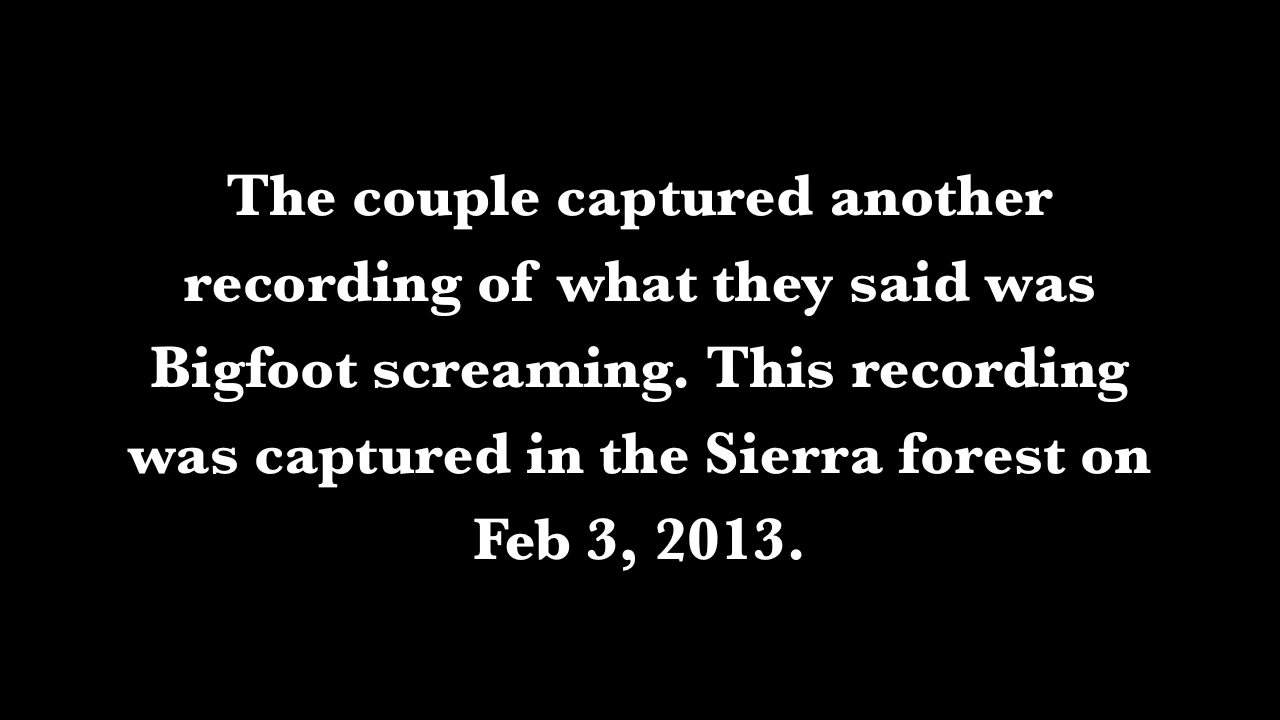 The couple captured another
recording of what they said was
Bigfoot screaming. This recording
was captured in the Sierra forest on
Feb 3, 2013.